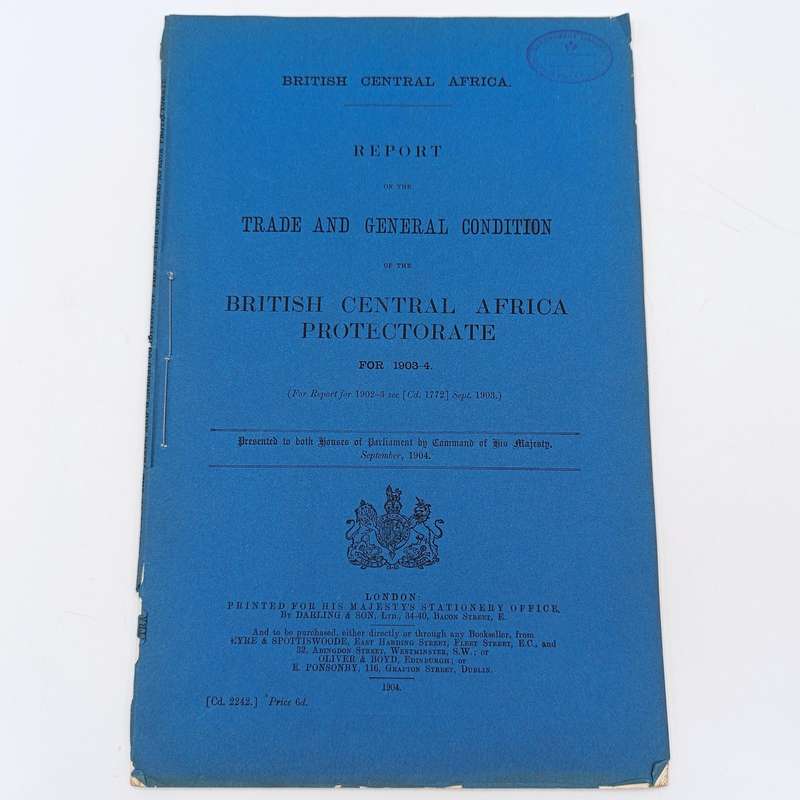 BRITISH CENTRAL AFRICA.
REPORT
ON THE
TRADE AND GENERAL CONDITION
OF THE
BRITISH CENTRAL AFRICA
PROTECTORATE
FOR 1903-4.
(For Report for 1902-3 see [Cd. 1772] Sept. 1903.)
Presented to both Houses of Parliament by Command of His Majesty.
September, 1904.
LONDON:
PRINTED FOR HIS MAJESTY'S STATIONERY OFFICE,
By DARLING & SON, Ltd., 34-40, Bacon Street, E.
And to be purchased, either directly or through any Bookseller, from
EYRE & SPOTTISWOODE, East Harding Street, Fleet Street, E.C., and
32, Abingdon Street, Westminster, S.W.; or
OLIVER & BOYD, Edinburgh; or
E. PONSONBY, 116, Grafton Street, Dublin.
1904.
[Cd. 2242.] Price 6d.